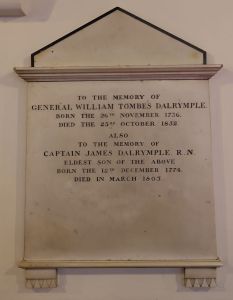 TO THE MEMORY OF
GENERAL WILLIAM TOMBES DALRYMPLE.
BORN THE 26TH NOVEMBER 1736.
DIED THE 23RD OCTOBER 1832.
ALSO
TO THE MEMORY OF
CAPTAIN JAMES DALRYMPLE, R.N.
ELDEST SON OF THE ABOVE
BORN THE 12TH DECEMBER 1774.
DIED IN MARCH 1803.